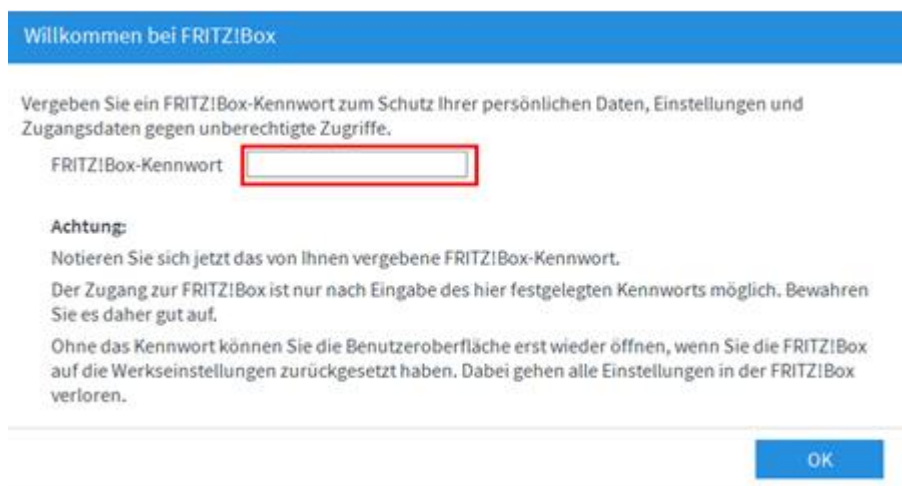 Willkommen bei FRITZ!Box
Vergeben Sie ein FRITZ!Box-Kennwort zum Schutz Ihrer persönlichen Daten, Einstellungen und
Zugangsdaten gegen unberechtigte Zugriffe.
FRITZ!Box-Kennwort
Achtung:
Notieren Sie sich jetzt das von Ihnen vergebene FRITZ!Box-Kennwort.
Der Zugang zur FRITZ!Box ist nur nach Eingabe des hier festgelegten Kennworts möglich. Bewahren
Sie es daher gut auf.
Ohne das Kennwort können Sie die Benutzeroberfläche erst wieder öffnen, wenn Sie die FRITZ!Box
auf die Werkseinstellungen zurückgesetzt haben. Dabei gehen alle Einstellungen in der FRITZ!Box
verloren.
OK